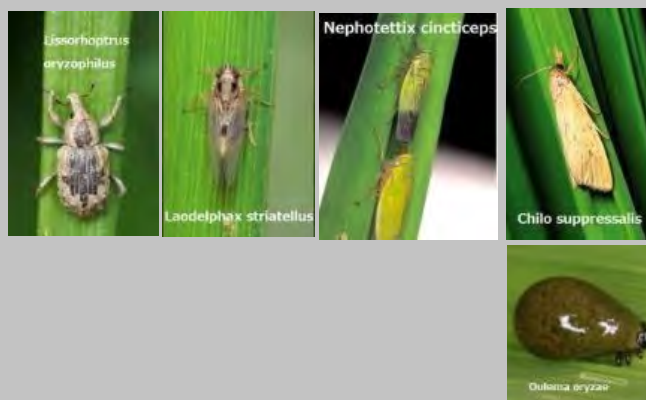 Lissorhoptrus
oryzophilus
Laodelphax striatellus
Nephotettix cincticeps
Chilo suppressalis
Oulema oryzae